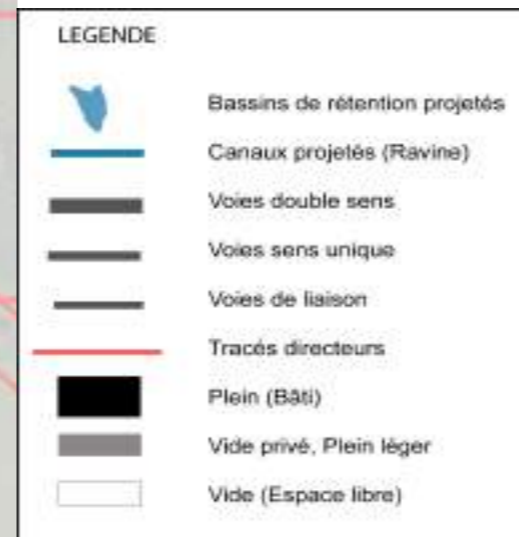 LEGENDE
Bassins de rétention projetés
Canaux projetés (Ravine)
Voies double sens
Voies sens unique
Voies de liaison
Tracés directeurs
Plein (Bâti)
Vide privé, Plein léger
Vide (Espace libre)